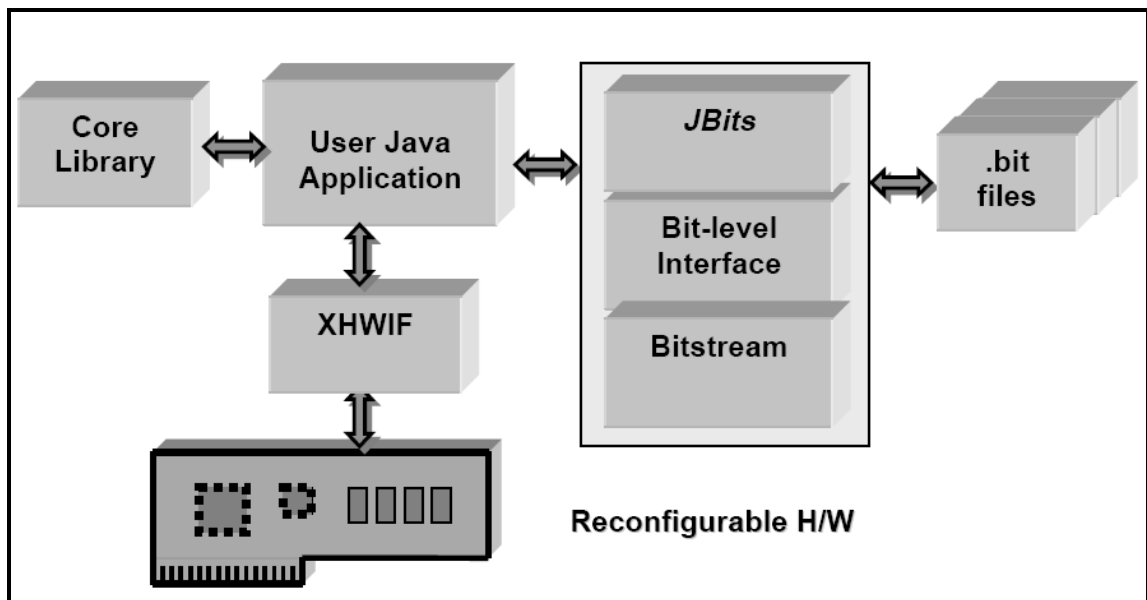 Core
Library
User Java
Application
JBits
Bit-level
Interface
Bitstream
.bit
files
XHWIF
Reconfigurable H/W